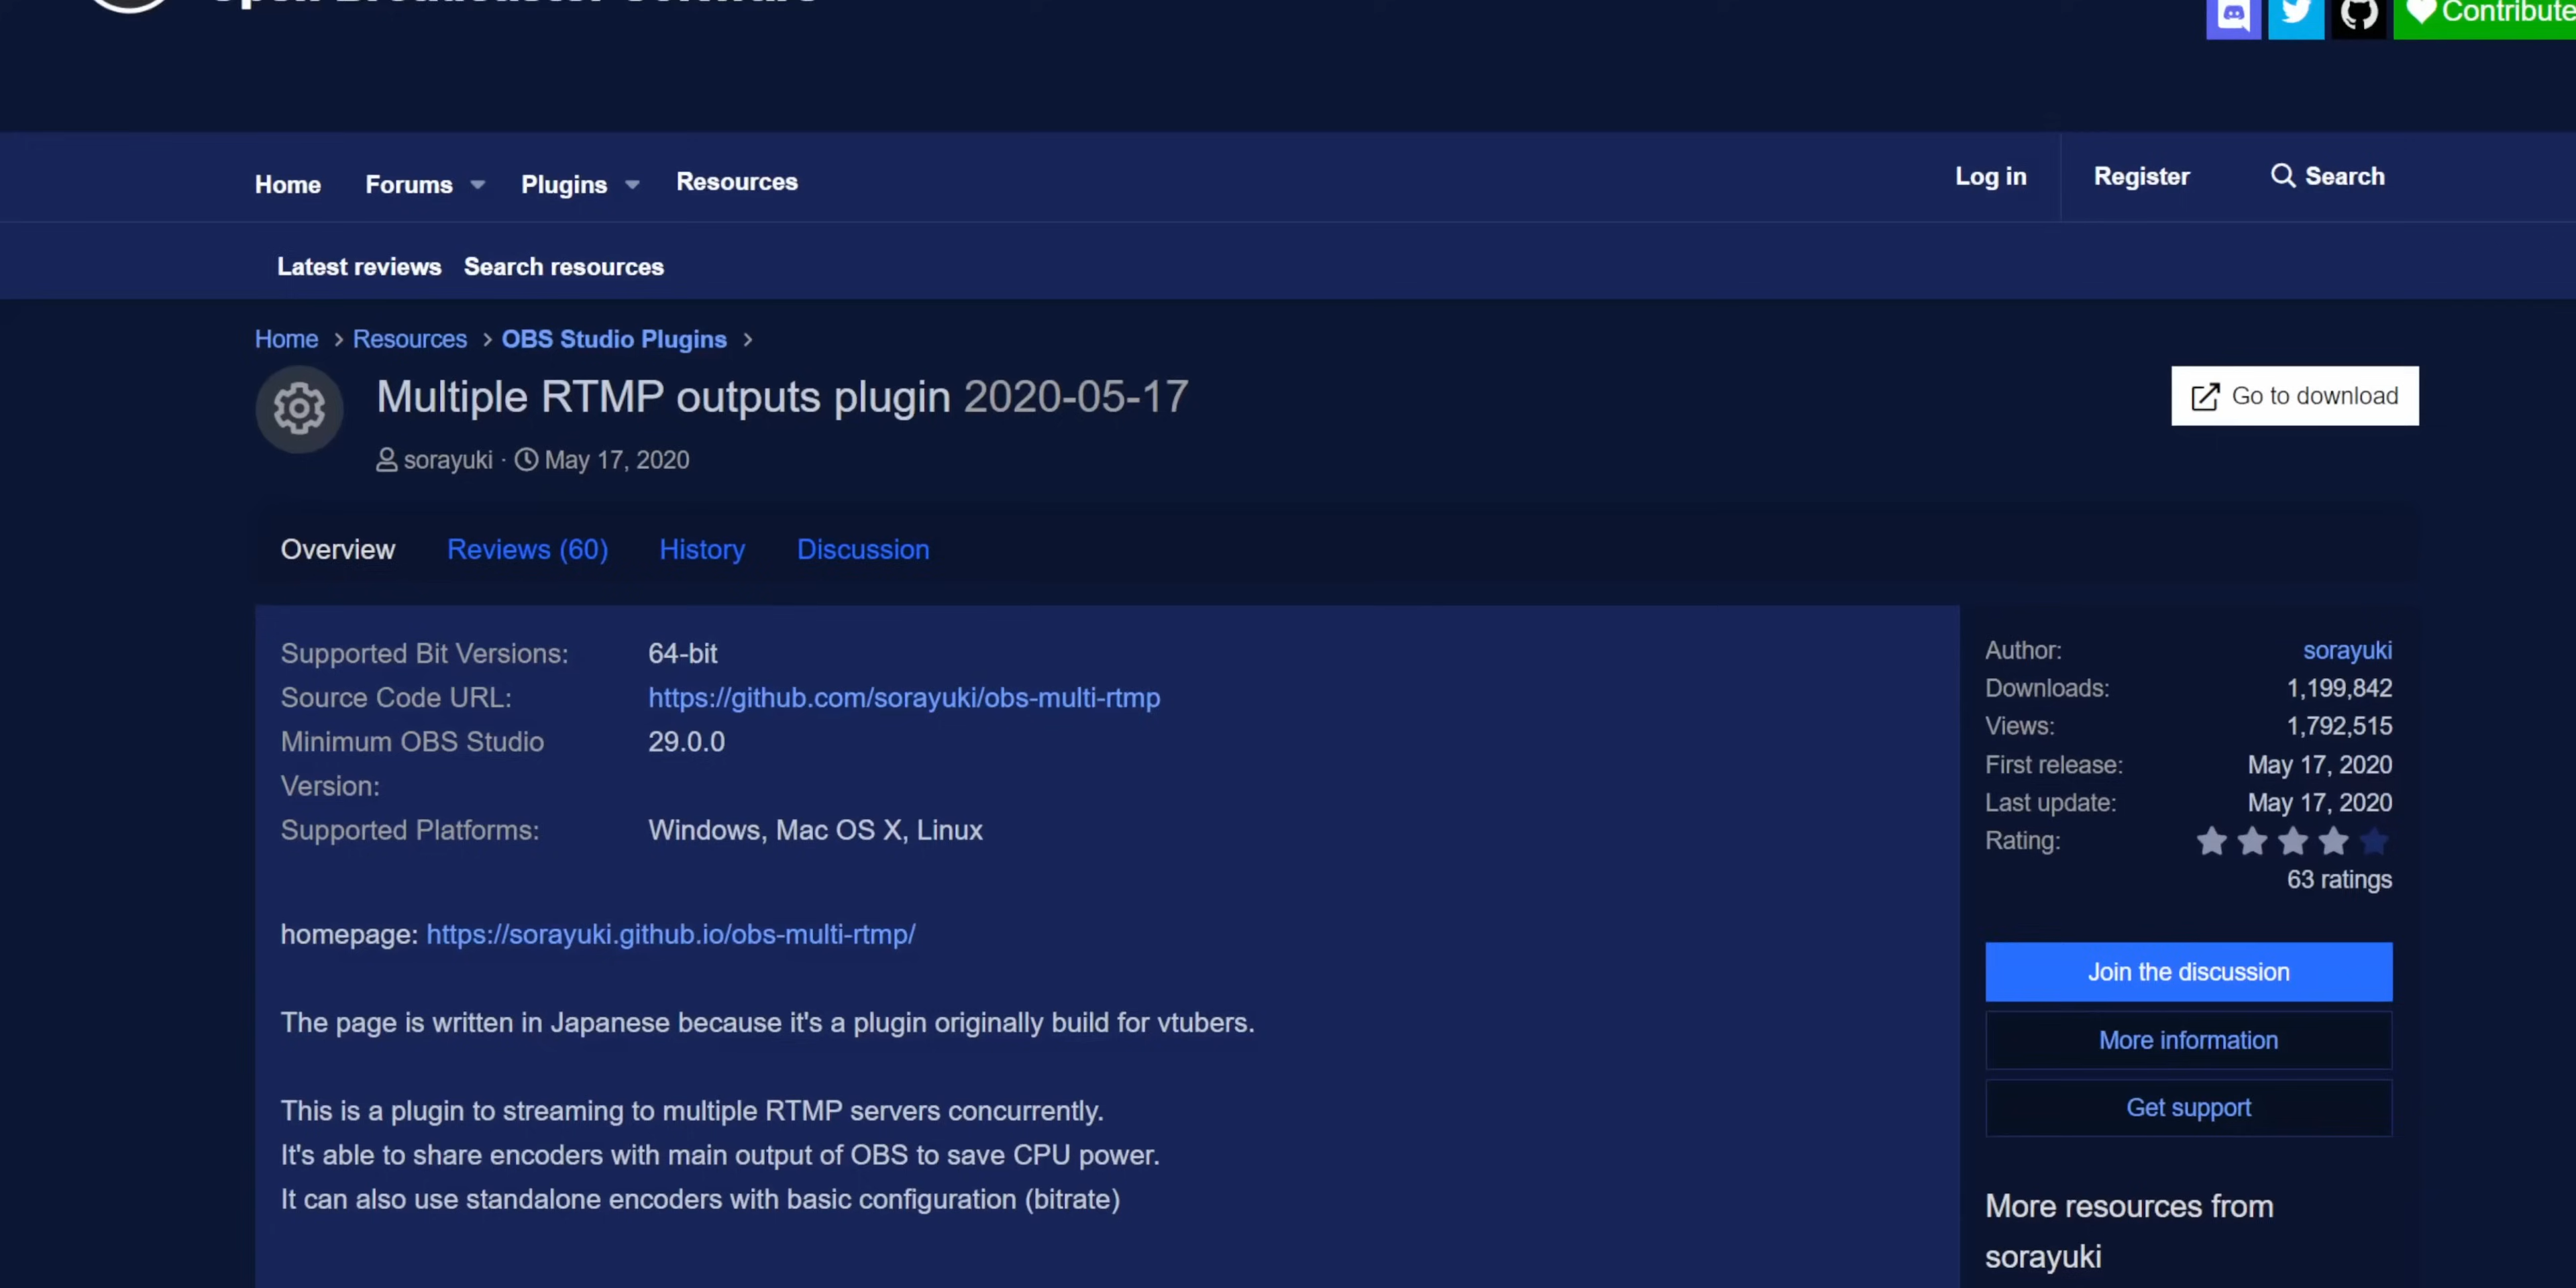 Open Broadcaster Software
Contribute
Home Forums Plugins Resources Log in Register Search
Latest reviews Search resources
Home > Resources > OBS Studio Plugins >
Multiple RTMP outputs plugin 2020-05-17
Go to download
sorayuki · May 17, 2020
Overview Reviews (60) History Discussion
Supported Bit Versions: 64-bit
Source Code URL: https://github.com/sorayuki/obs-multi-rtmp
Minimum OBS Studio 29.0.0
Version:
Supported Platforms: Windows, Mac OS X, Linux
homepage: https://sorayuki.github.io/obs-multi-rtmp/
The page is written in Japanese because it's a plugin originally build for vtubers.
This is a plugin to streaming to multiple RTMP servers concurrently.
It's able to share encoders with main output of OBS to save CPU power.
It can also use standalone encoders with basic configuration (bitrate)
Author: sorayuki
Downloads: 1,199,842
Views: 1,792,515
First release: May 17, 2020
Last update: May 17, 2020
Rating:
63 ratings
Join the discussion
More information
Get support
More resources from
sorayuki